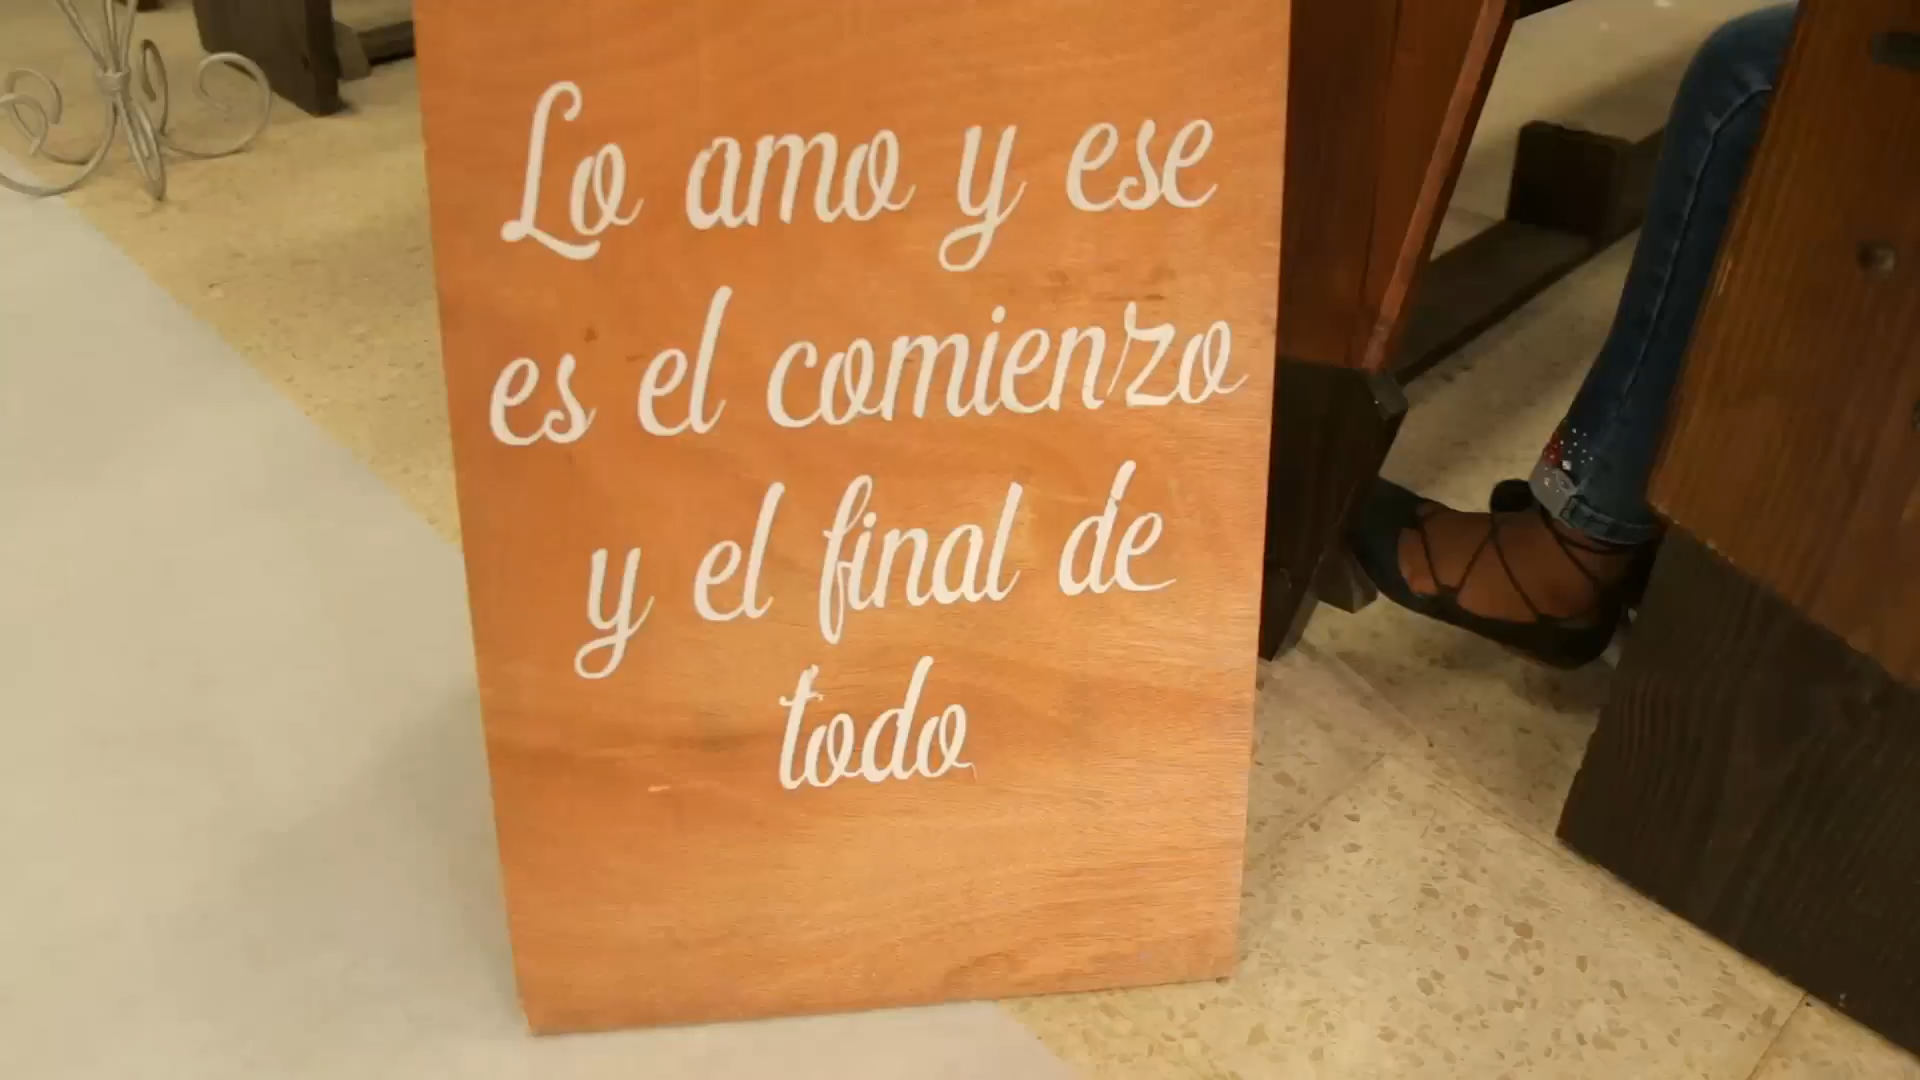 Lo amo y ese
es el comienzo
y el final de
todo